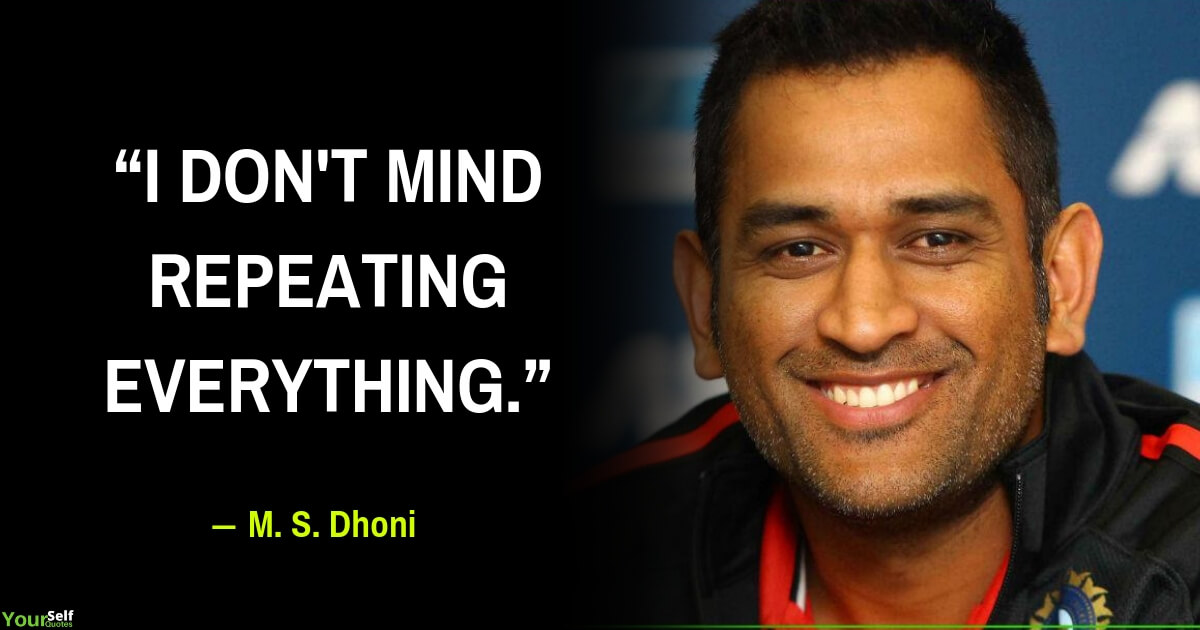 “I DON'T MIND
REPEATING
EVERYTHING.”
— M. S. Dhoni
YourSelf
Quotes